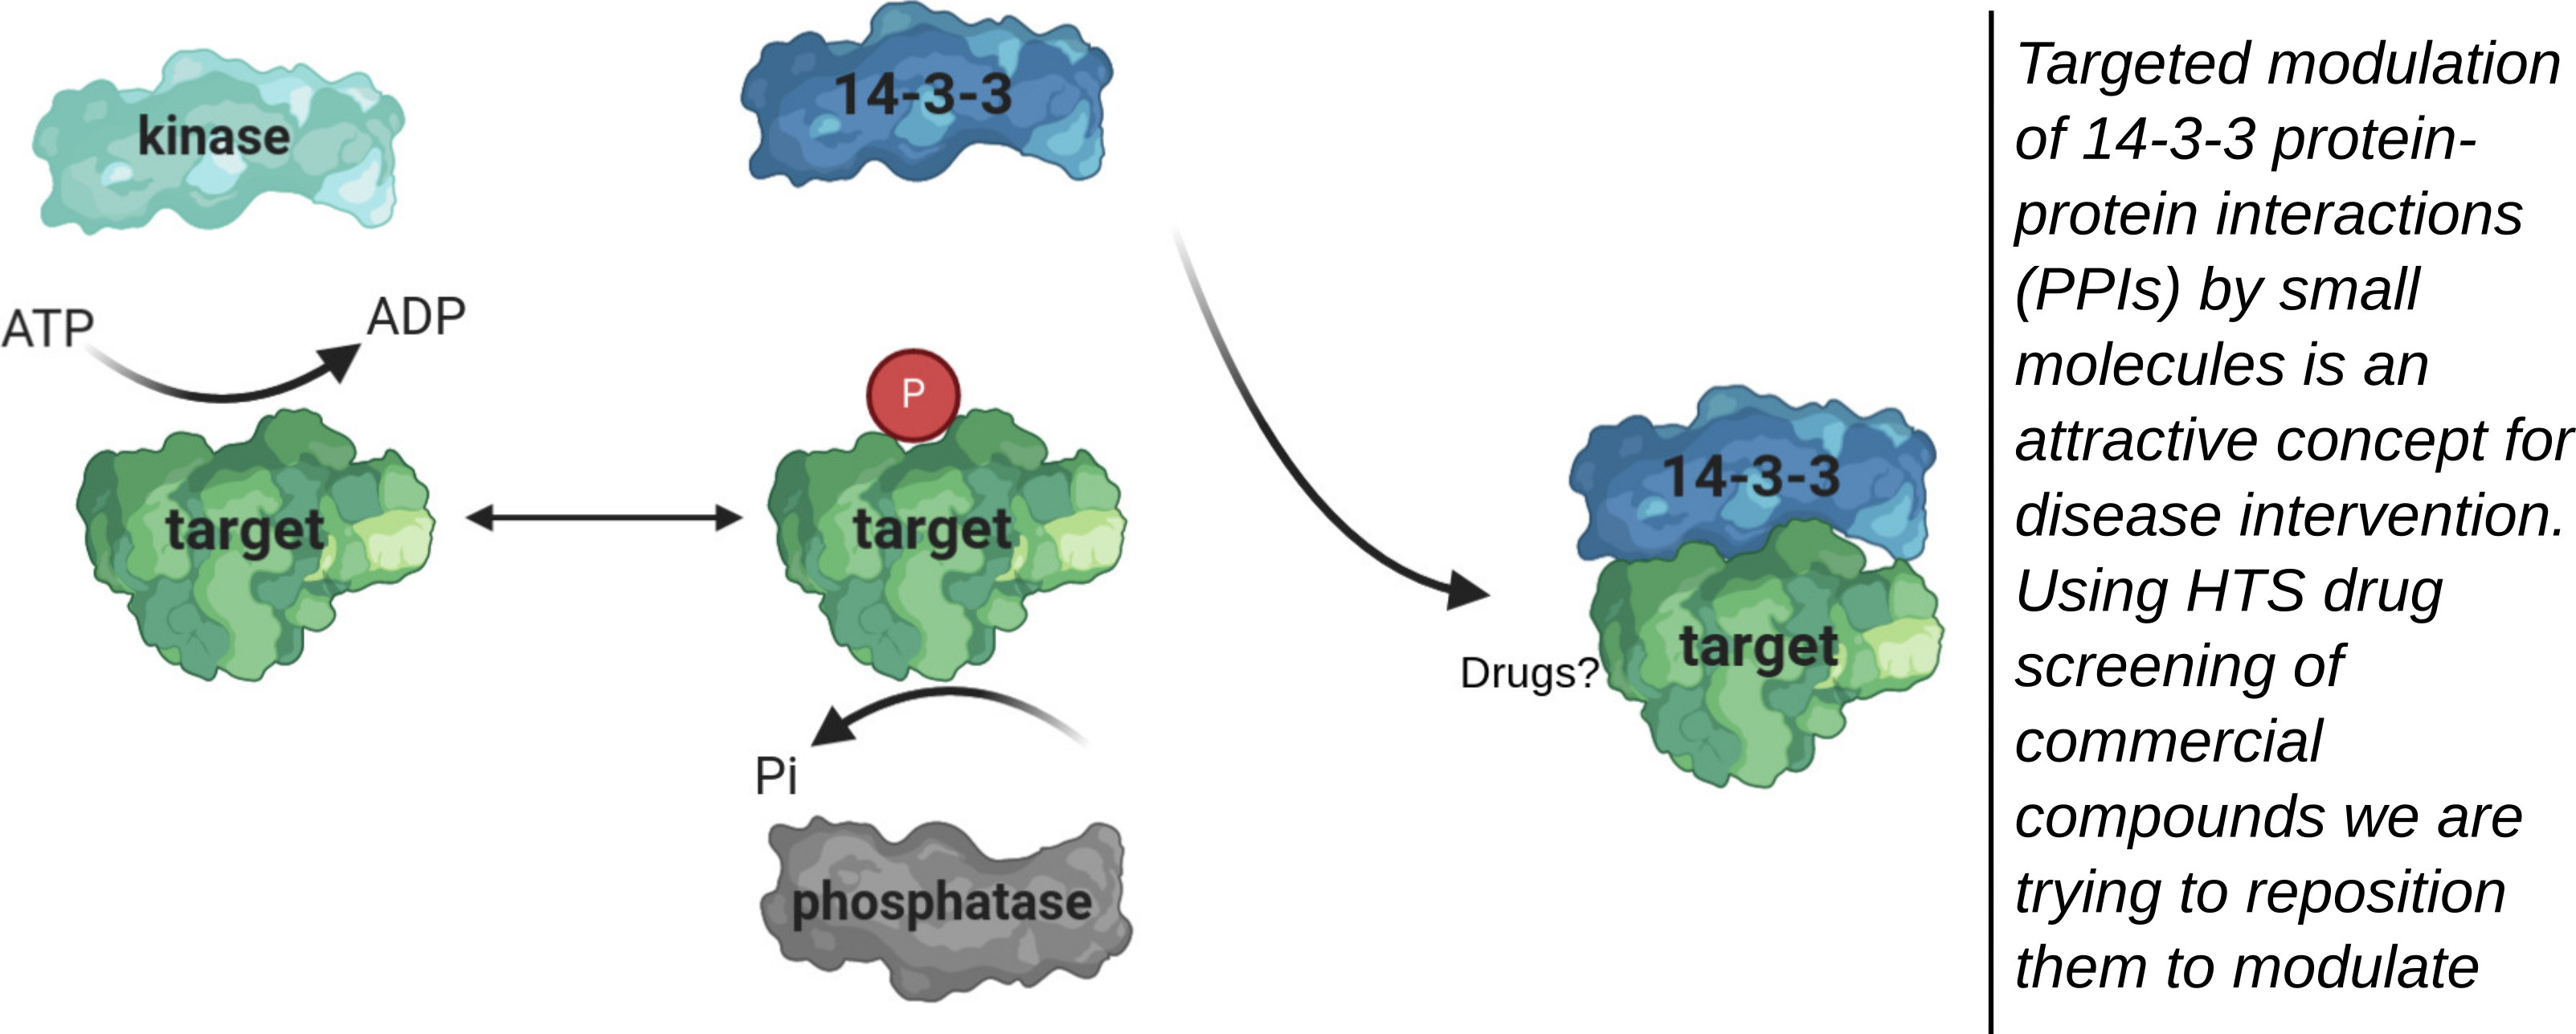 kinase
14-3-3
ATP
ADP
P
target
target
Pi
phosphatase
14-3-3
Drugs?
target
Targeted modulation
of 14-3-3 protein-
protein interactions
(PPIs) by small
molecules is an
attractive concept for
disease intervention.
Using HTS drug
screening of
commercial
compounds we are
trying to reposition
them to modulate